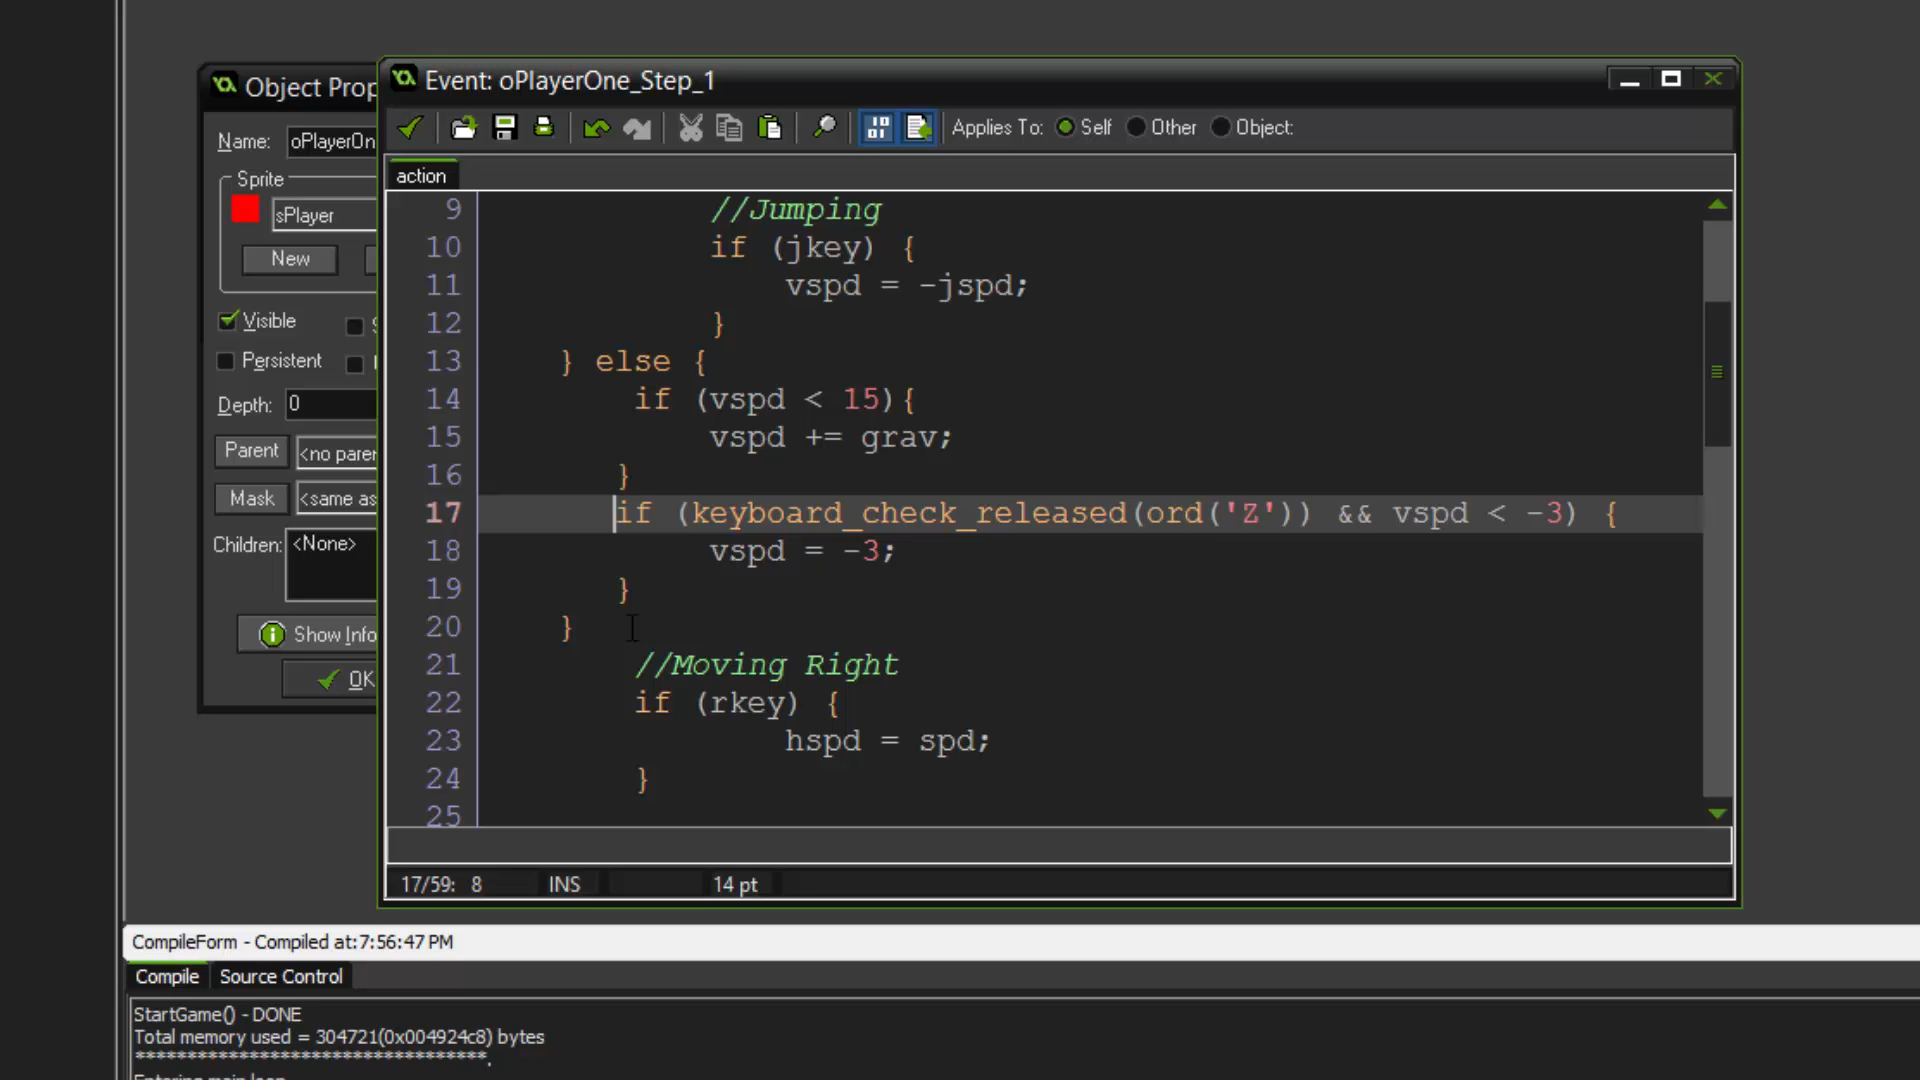 Object Prop
Name:
oPlayerOn
Sprite
sPlayer
New
Visible
Persistent
Depth:
0
Parent
<no paren
Mask
<same as
Children:
<None>
Show Info
OK
Event: oPlayerOne_Step_1
Applies To:
Self
Other
Object:
action
9 //Jumping
10 if (jkey) {
11 vspd = -jspd;
12 }
13 } else {
14 if (vspd < 15){
15 vspd += grav;
16 }
17 if (keyboard_check_released(ord('Z')) && vspd < -3) {
18 vspd = -3;
19 }
20 }
21 //Moving Right
22 if (rkey) {
23 hspd = spd;
24 }
25
17/59: 8 INS 14 pt
CompileForm - Compiled at:7:56:47 PM
Compile Source Control
StartGame() - DONE
Total memory used = 304721(0x004924c8) bytes
**********************************.
Entering main loop.